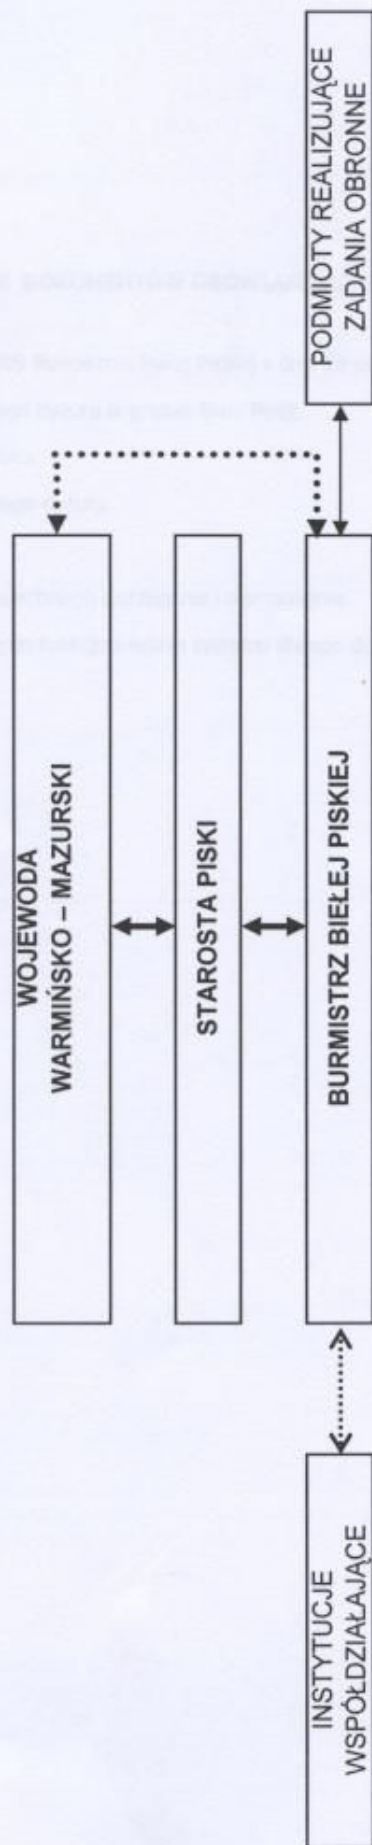 WOJEWODA
WARMIŃSKO – MAZURSKI
STAROSTA PISKI
INSTYTUCJE
WSPÓŁDZIAŁAJĄCE
BURMISTRZ BIEŁEJ PISKIEJ
PODMIOTY REALIZUJĄCE
ZADANIA OBRONNE